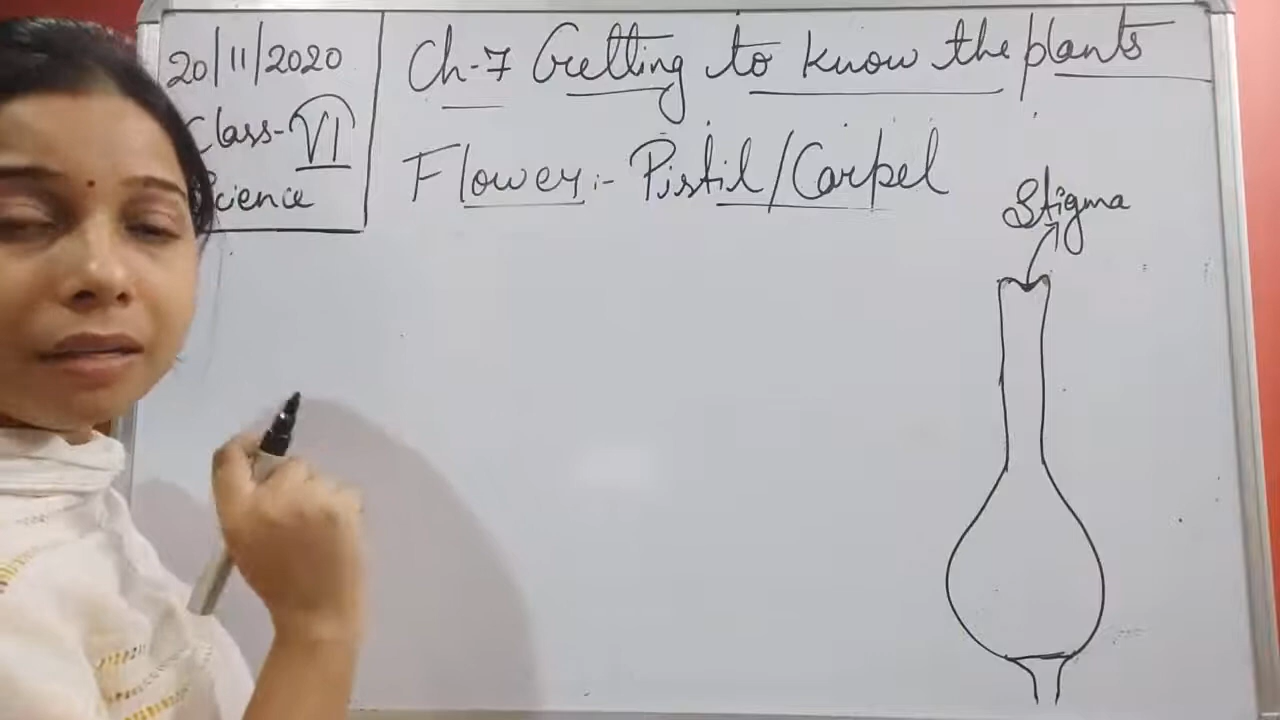 20/11/2020
Class-VI
Science
Ch-7 Getting to know the plants
Flower:- Pistil/Carpel
Stigma